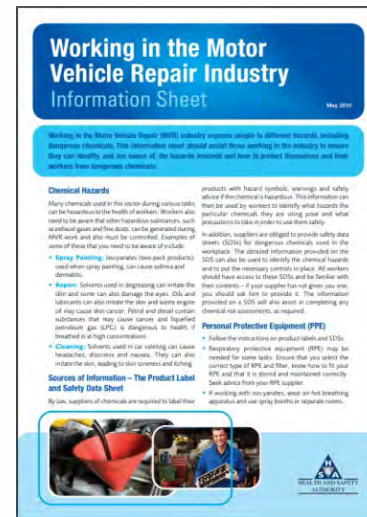 Working in the Motor
Vehicle Repair Industry
Information Sheet
May 2010
Working in the Motor Vehicle Repair (MVR) industry exposes people to different hazards, including
dangerous chemicals. This information sheet should assist those working in the industry to ensure
they can identify, and are aware of, the hazards involved and how to protect themselves and their
workers from dangerous chemicals.
Chemical Hazards
Many chemicals used in this sector during various tasks
can be hazardous to the health of workers. Workers also
need to be aware that other hazardous substances, such
as exhaust gases and fine dusts, can be generated during
MVR work and also must be controlled. Examples of
some of these that you need to be aware of include:
• Spray Painting: Isocyanates (two-pack products)
used when spray painting, can cause asthma and
dermatitis.
• Repair: Solvents used in degreasing can irritate the
skin and some can also damage the eyes. Oils and
lubricants can also irritate the skin and waste engine
oil may cause skin cancer. Petrol and diesel contain
substances that may cause cancer and liquefied
petroleum gas (LPG) is dangerous to health if
breathed in at high concentrations.
• Cleaning: Solvents used in car valeting can cause
headaches, dizziness and nausea. They can also
irritate the skin, leading to skin soreness and itching.
Sources of Information – The Product Label
and Safety Data Sheet
By law, suppliers of chemicals are required to label their
products with hazard symbols, warnings and safety
advice if the chemical is hazardous. This information can
then be used by workers to identify what hazards the
particular chemicals they are using pose and what
precautions to take in order to use them safely.
In addition, suppliers are obliged to provide safety data
sheets (SDSs) for dangerous chemicals used in the
workplace. The detailed information provided on the
SDS can also be used to identify the chemical hazards
and to put the necessary controls in place. All workers
should have access to these SDSs and be familiar with
their contents – if your supplier has not given you one,
you should ask him to provide it. The information
provided on a SDS will also assist in completing any
chemical risk assessments, as required.
Personal Protective Equipment (PPE)
• Follow the instructions on product labels and SDSs.
• Respiratory protective equipment (RPE) may be
needed for some tasks. Ensure that you select the
correct type of RPE and filter, know how to fit your
RPE and that it is stored and maintained correctly.
Seek advice from your RPE supplier.
• If working with isocyanates, wear air-fed breathing
apparatus and use spray booths or separate rooms.
HEALTH AND SAFETY
AUTHORITY